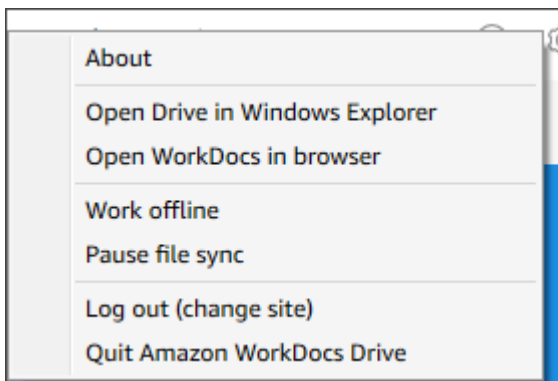 About
Open Drive in Windows Explorer
Open WorkDocs in browser
Work offline
Pause file sync
Log out (change site)
Quit Amazon WorkDocs Drive